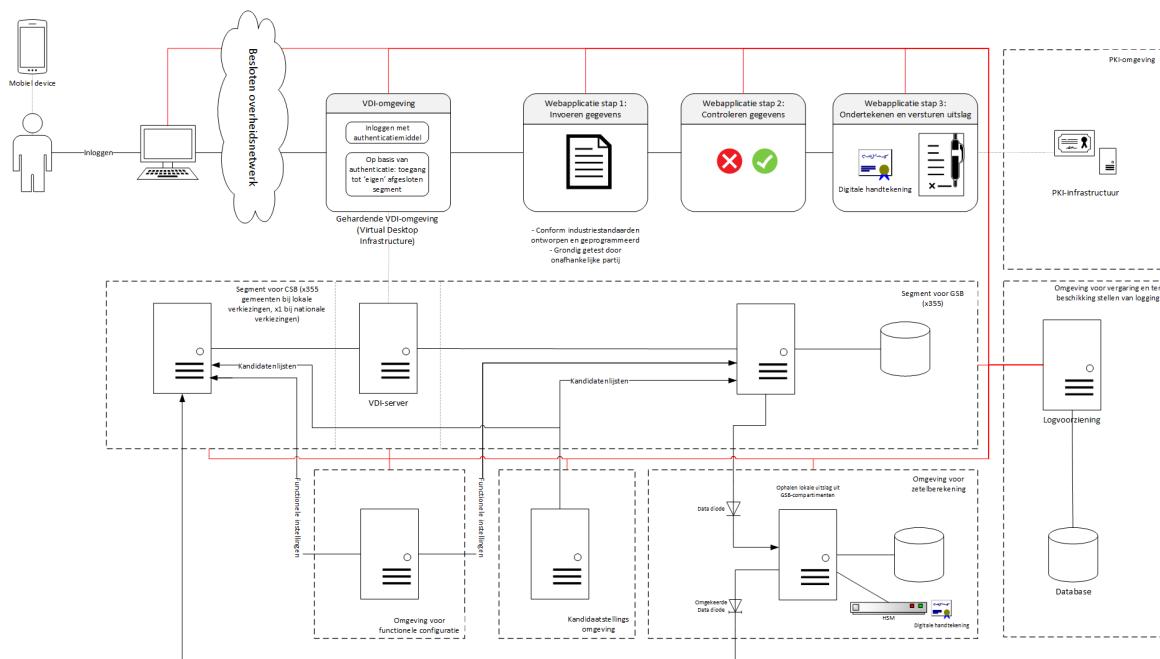 Mobiel device
Inloggen
Besloten overheidsnetwerk
VDI-omgeving
Inloggen met
authenticatiemiddel
Op basis van
authenticatie: toegang
tot 'eigen' afgesloten
segment
Gehardende VDI-omgeving
(Virtual Desktop
Infrastructure)
Webapplicatie stap 1:
Invoeren gegevens
- Conform industriestandaarden
ontworpen en geprogrammeerd
- Grondig getest door
onafhankelijke partij
Webapplicatie stap 2:
Controleren gegevens
Webapplicatie stap 3:
Ondertekenen en versturen uitslag
Digitale handtekening
PKI-omgeving
PKI-infrastructuur
Segment voor CSB (x355
gemeenten bij lokale
verkiezingen, x1 bij nationale
verkiezingen)
VDI-server
Segment voor GSB
(x355)
Kandidatenlijsten
Kandidatenlijsten
Omgeving voor vergaring en ter
beschikking stellen van logging
Logvoorziening
Database
Functionele instellingen
Functionele instellingen
Omgeving voor
functionele configuratie
Kandidaatstellings
omgeving
Data diode
Omgekeerde
Data diode
Ophalen lokale uitslag uit
GSB-compartimenten
Omgeving voor
zetelberekening
HSM
Digitale handtekening